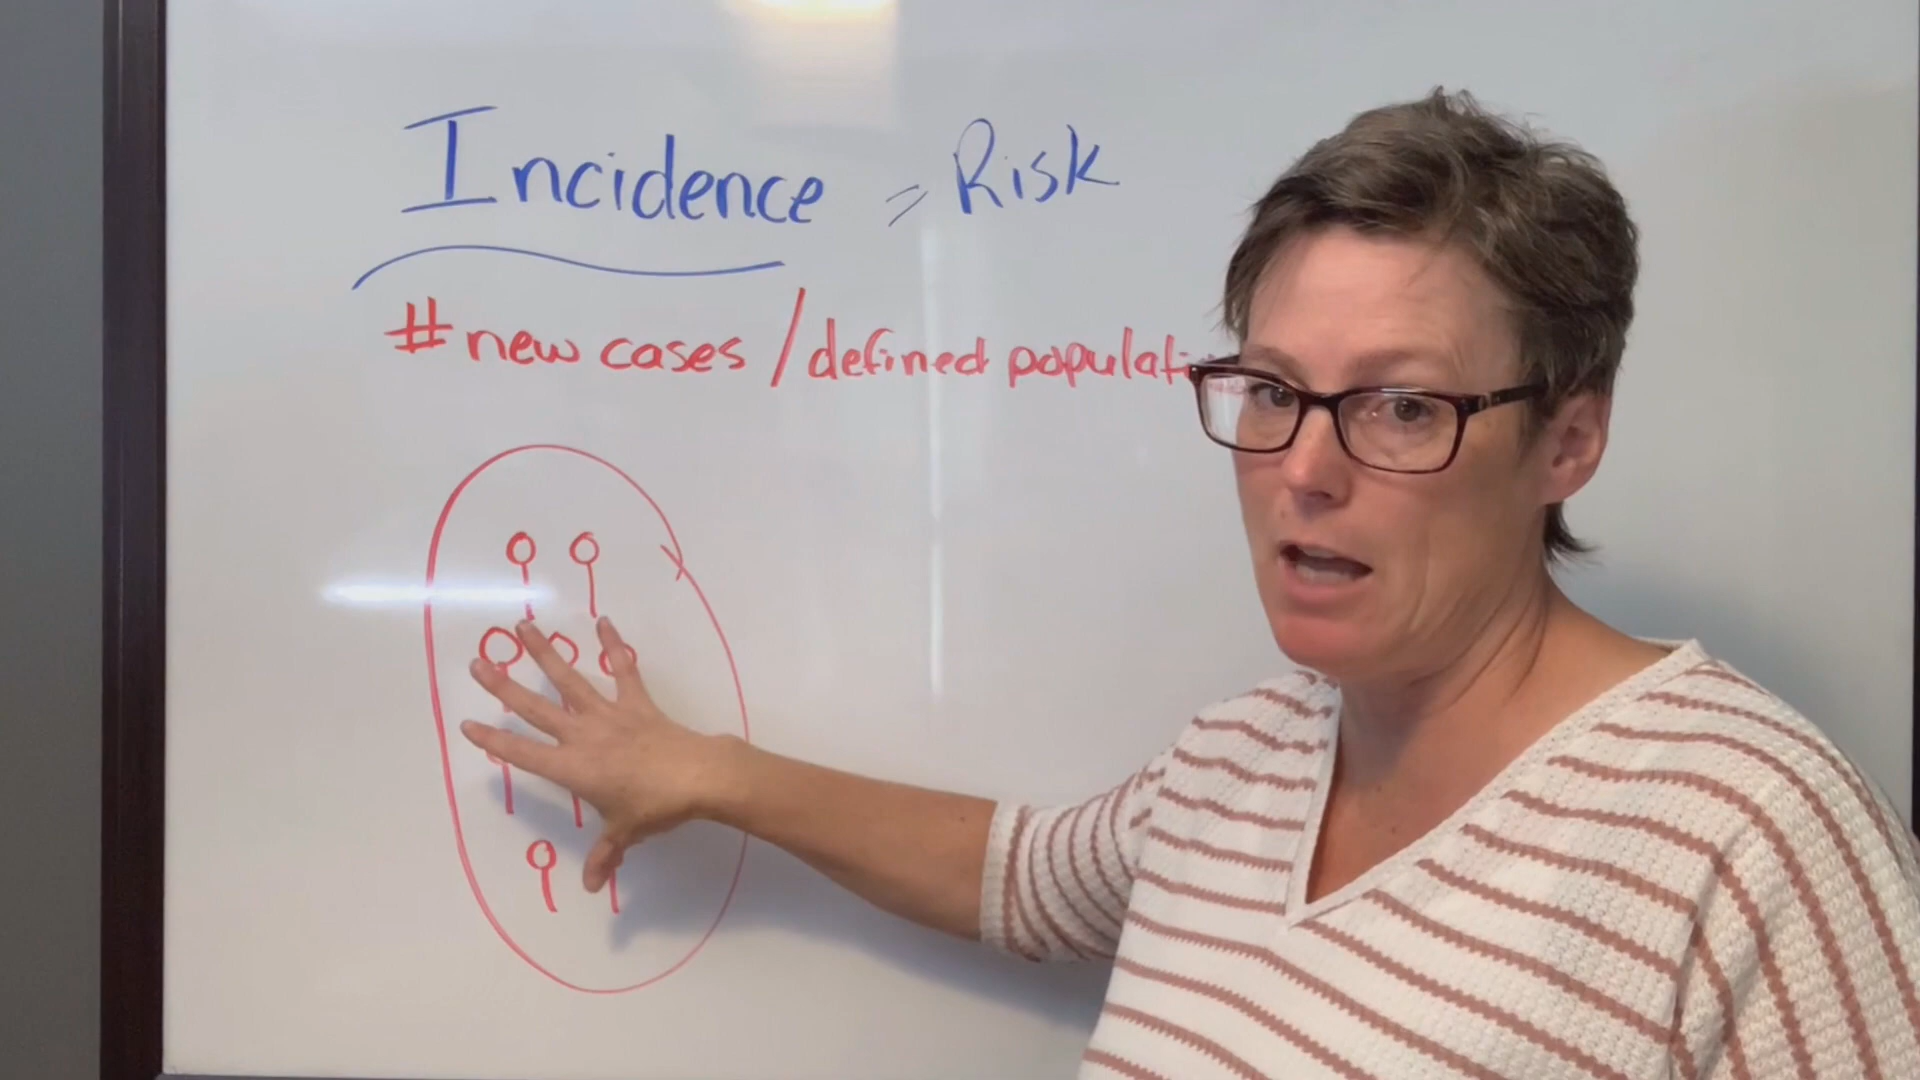 Incidence = Risk
#new cases / defined populati